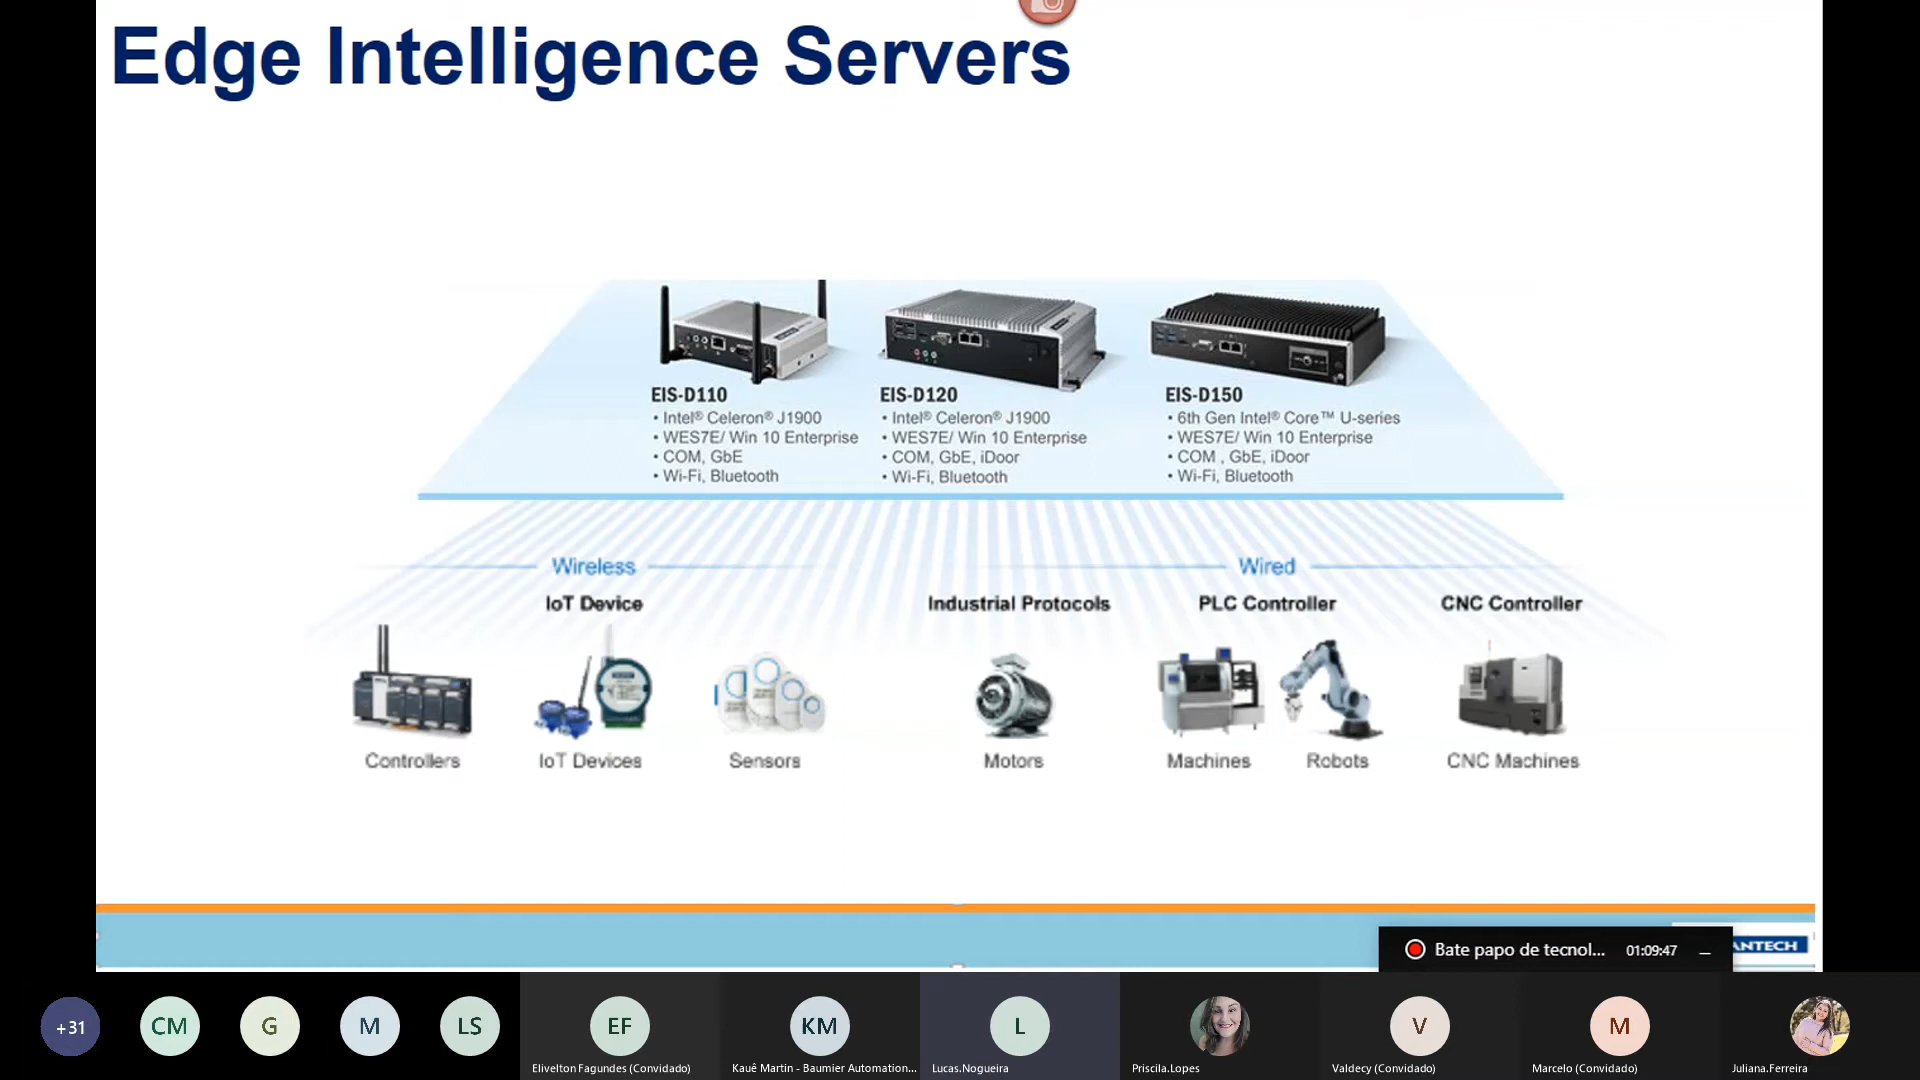 Edge Intelligence Servers
EIS-D110
• Intel® Celeron® J1900
• WES7E/ Win 10 Enterprise
• COM, GbE
• Wi-Fi, Bluetooth
EIS-D120
• Intel® Celeron® J1900
• WES7E/ Win 10 Enterprise
• COM, GbE, iDoor
• Wi-Fi, Bluetooth
EIS-D150
• 6th Gen Intel® Core™ U-series
• WES7E/ Win 10 Enterprise
• COM , GbE, iDoor
• Wi-Fi, Bluetooth
Wireless
Wired
IoT Device
Industrial Protocols
PLC Controller
CNC Controller
Controllers
IoT Devices
Sensors
Motors
Machines
Robots
CNC Machines
Bate papo de tecnol... 01:09:47
ANTECH
+31
CM
G
M
LS
EF
KM
L
V
M
Elivelton Fagundes (Convidado)
Kauê Martin - Baumier Automation...
Lucas.Nogueira
Priscila.Lopes
Valdecy (Convidado)
Marcelo (Convidado)
Juliana.Ferreira